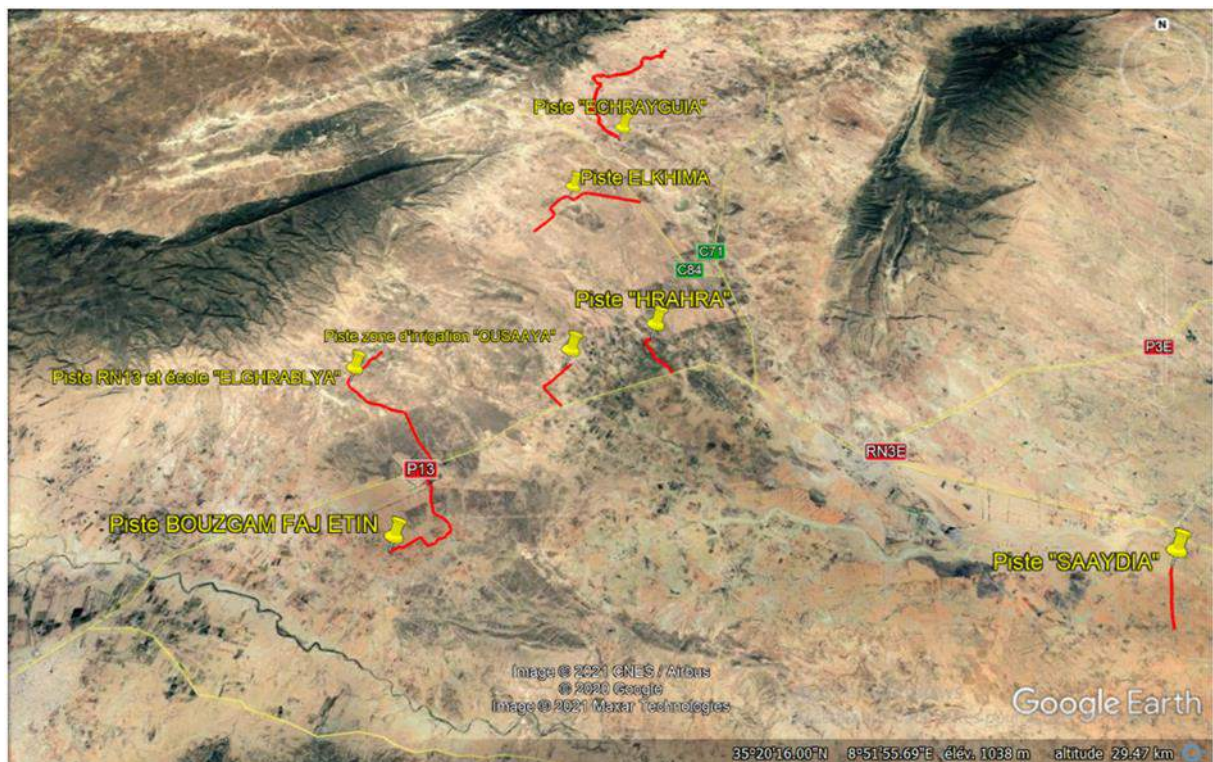 N
Piste "ECHRAYGUIA"
Piste ELKHIMA
C71
C84
Piste "HRAHRA"
Piste zone d'irrigation "OUSAAYA"
P3E
Piste RN13 et école "ELGHRABLYA"
RN3E
P13
Piste BOUZGAM FAJ ETIN
Piste "SAAYDIA"
Image © 2021 CNES / Airbus
© 2020 Google
Image © 2021 Maxar Technologies
Google Earth
35°20'16.00"N 8°51'55.69"E élév. 1038 m altitude 29.47 km